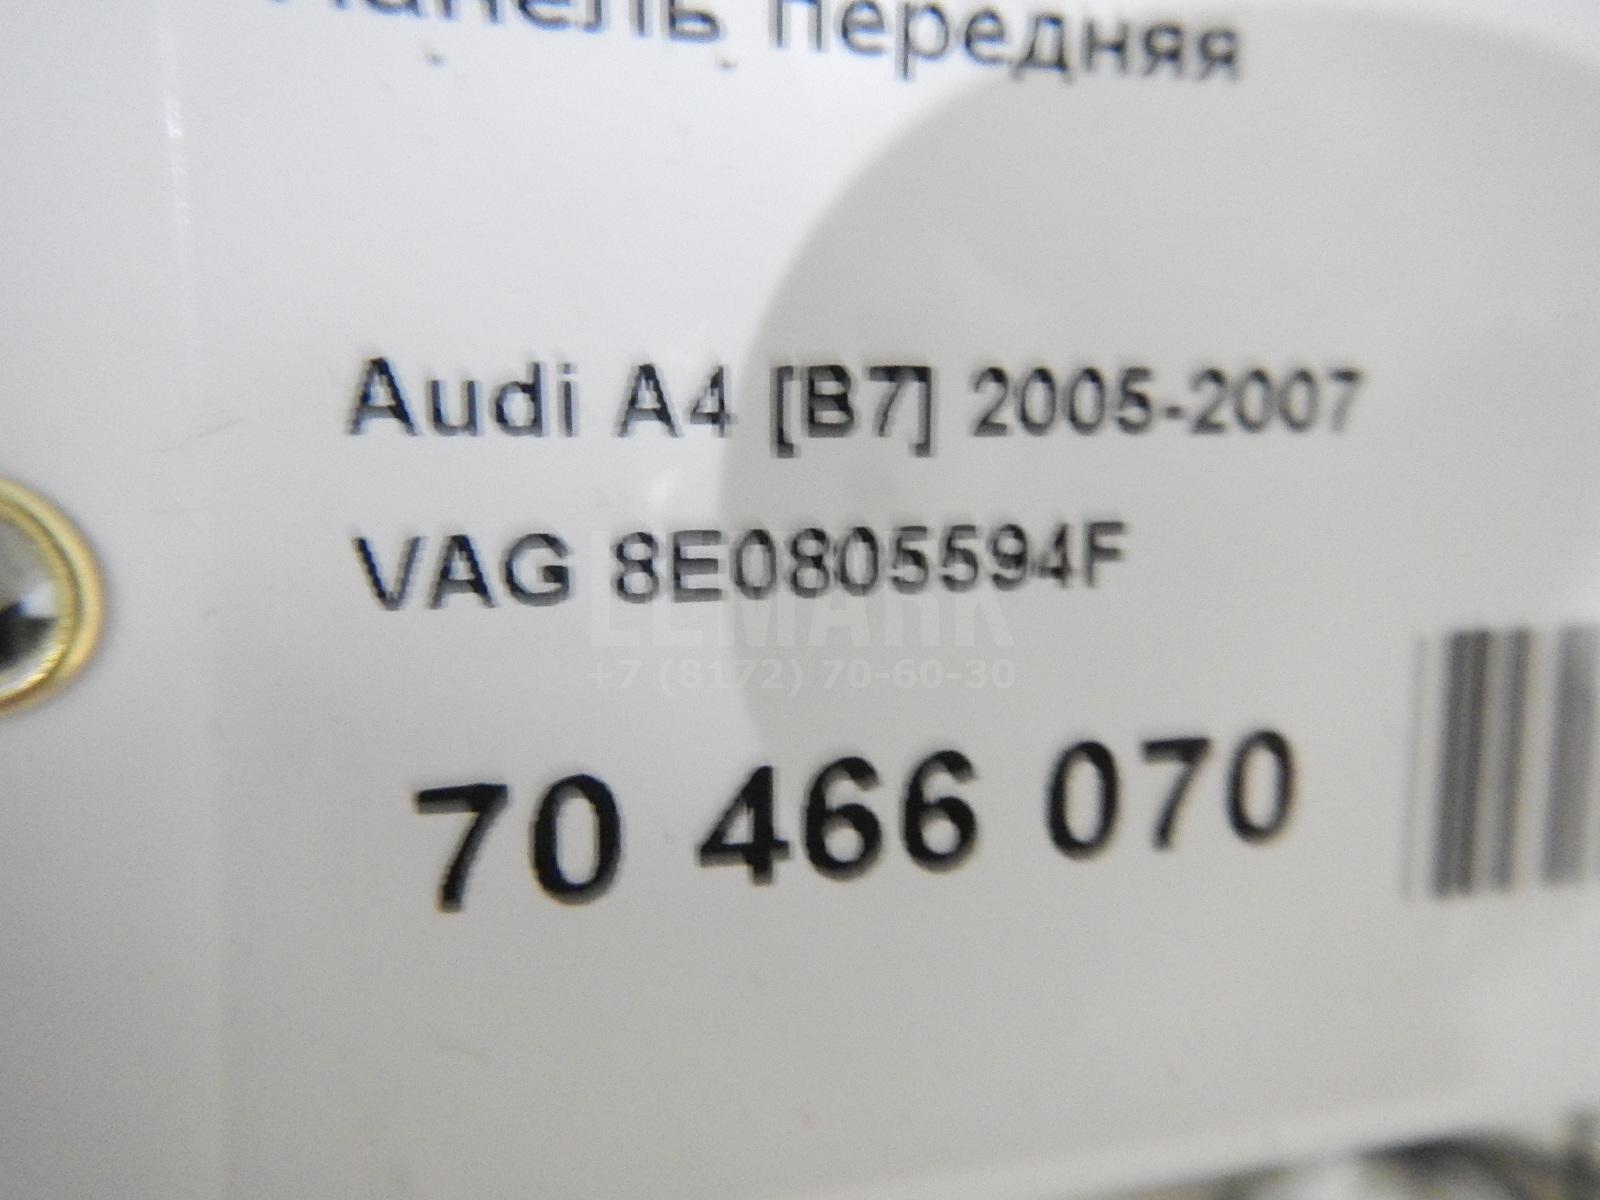 Панель передняя
Audi A4 [B7] 2005-2007
VAG 8E0805594F
LEMARK
+7 (8172) 70-60-30
70 466 070